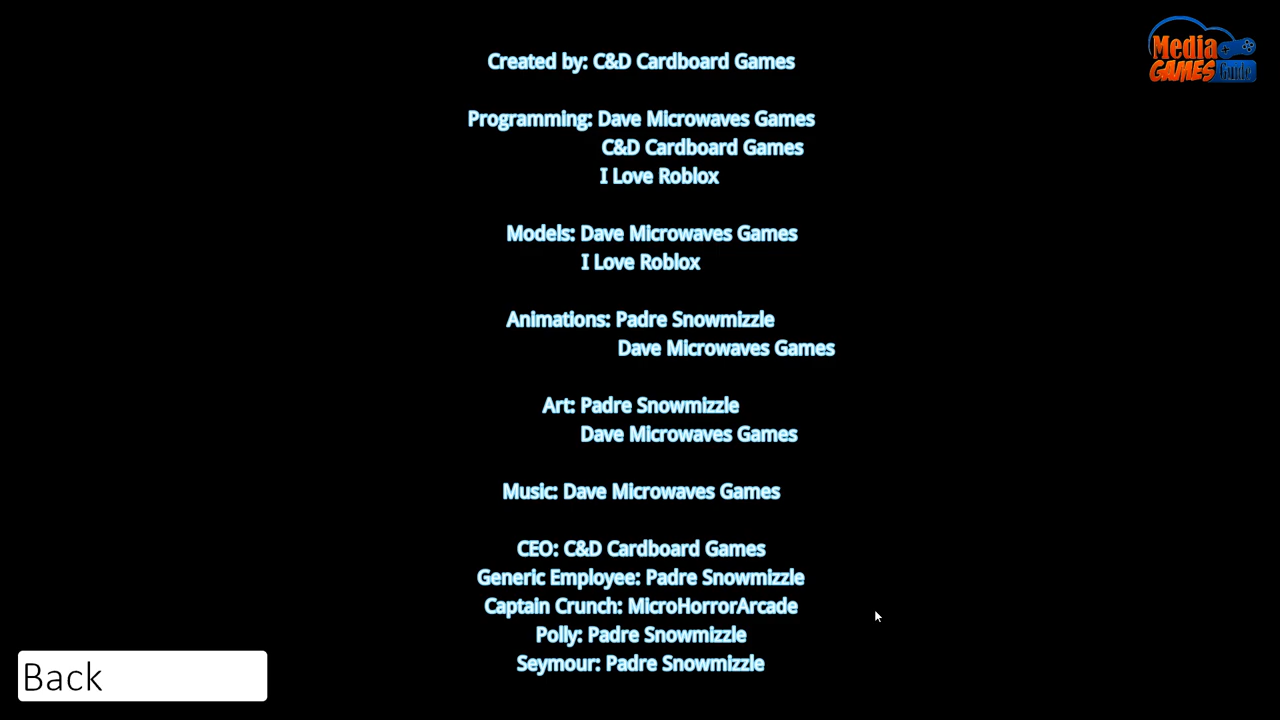 Created by: C&D Cardboard Games
Media
GAMES Guide
Programming: Dave Microwaves Games
C&D Cardboard Games
I Love Roblox
Models: Dave Microwaves Games
I Love Roblox
Animations: Padre Snowmizzle
Dave Microwaves Games
Art: Padre Snowmizzle
Dave Microwaves Games
Music: Dave Microwaves Games
CEO: C&D Cardboard Games
Generic Employee: Padre Snowmizzle
Captain Crunch: MicroHorrorArcade
Polly: Padre Snowmizzle
Seymour: Padre Snowmizzle
Back